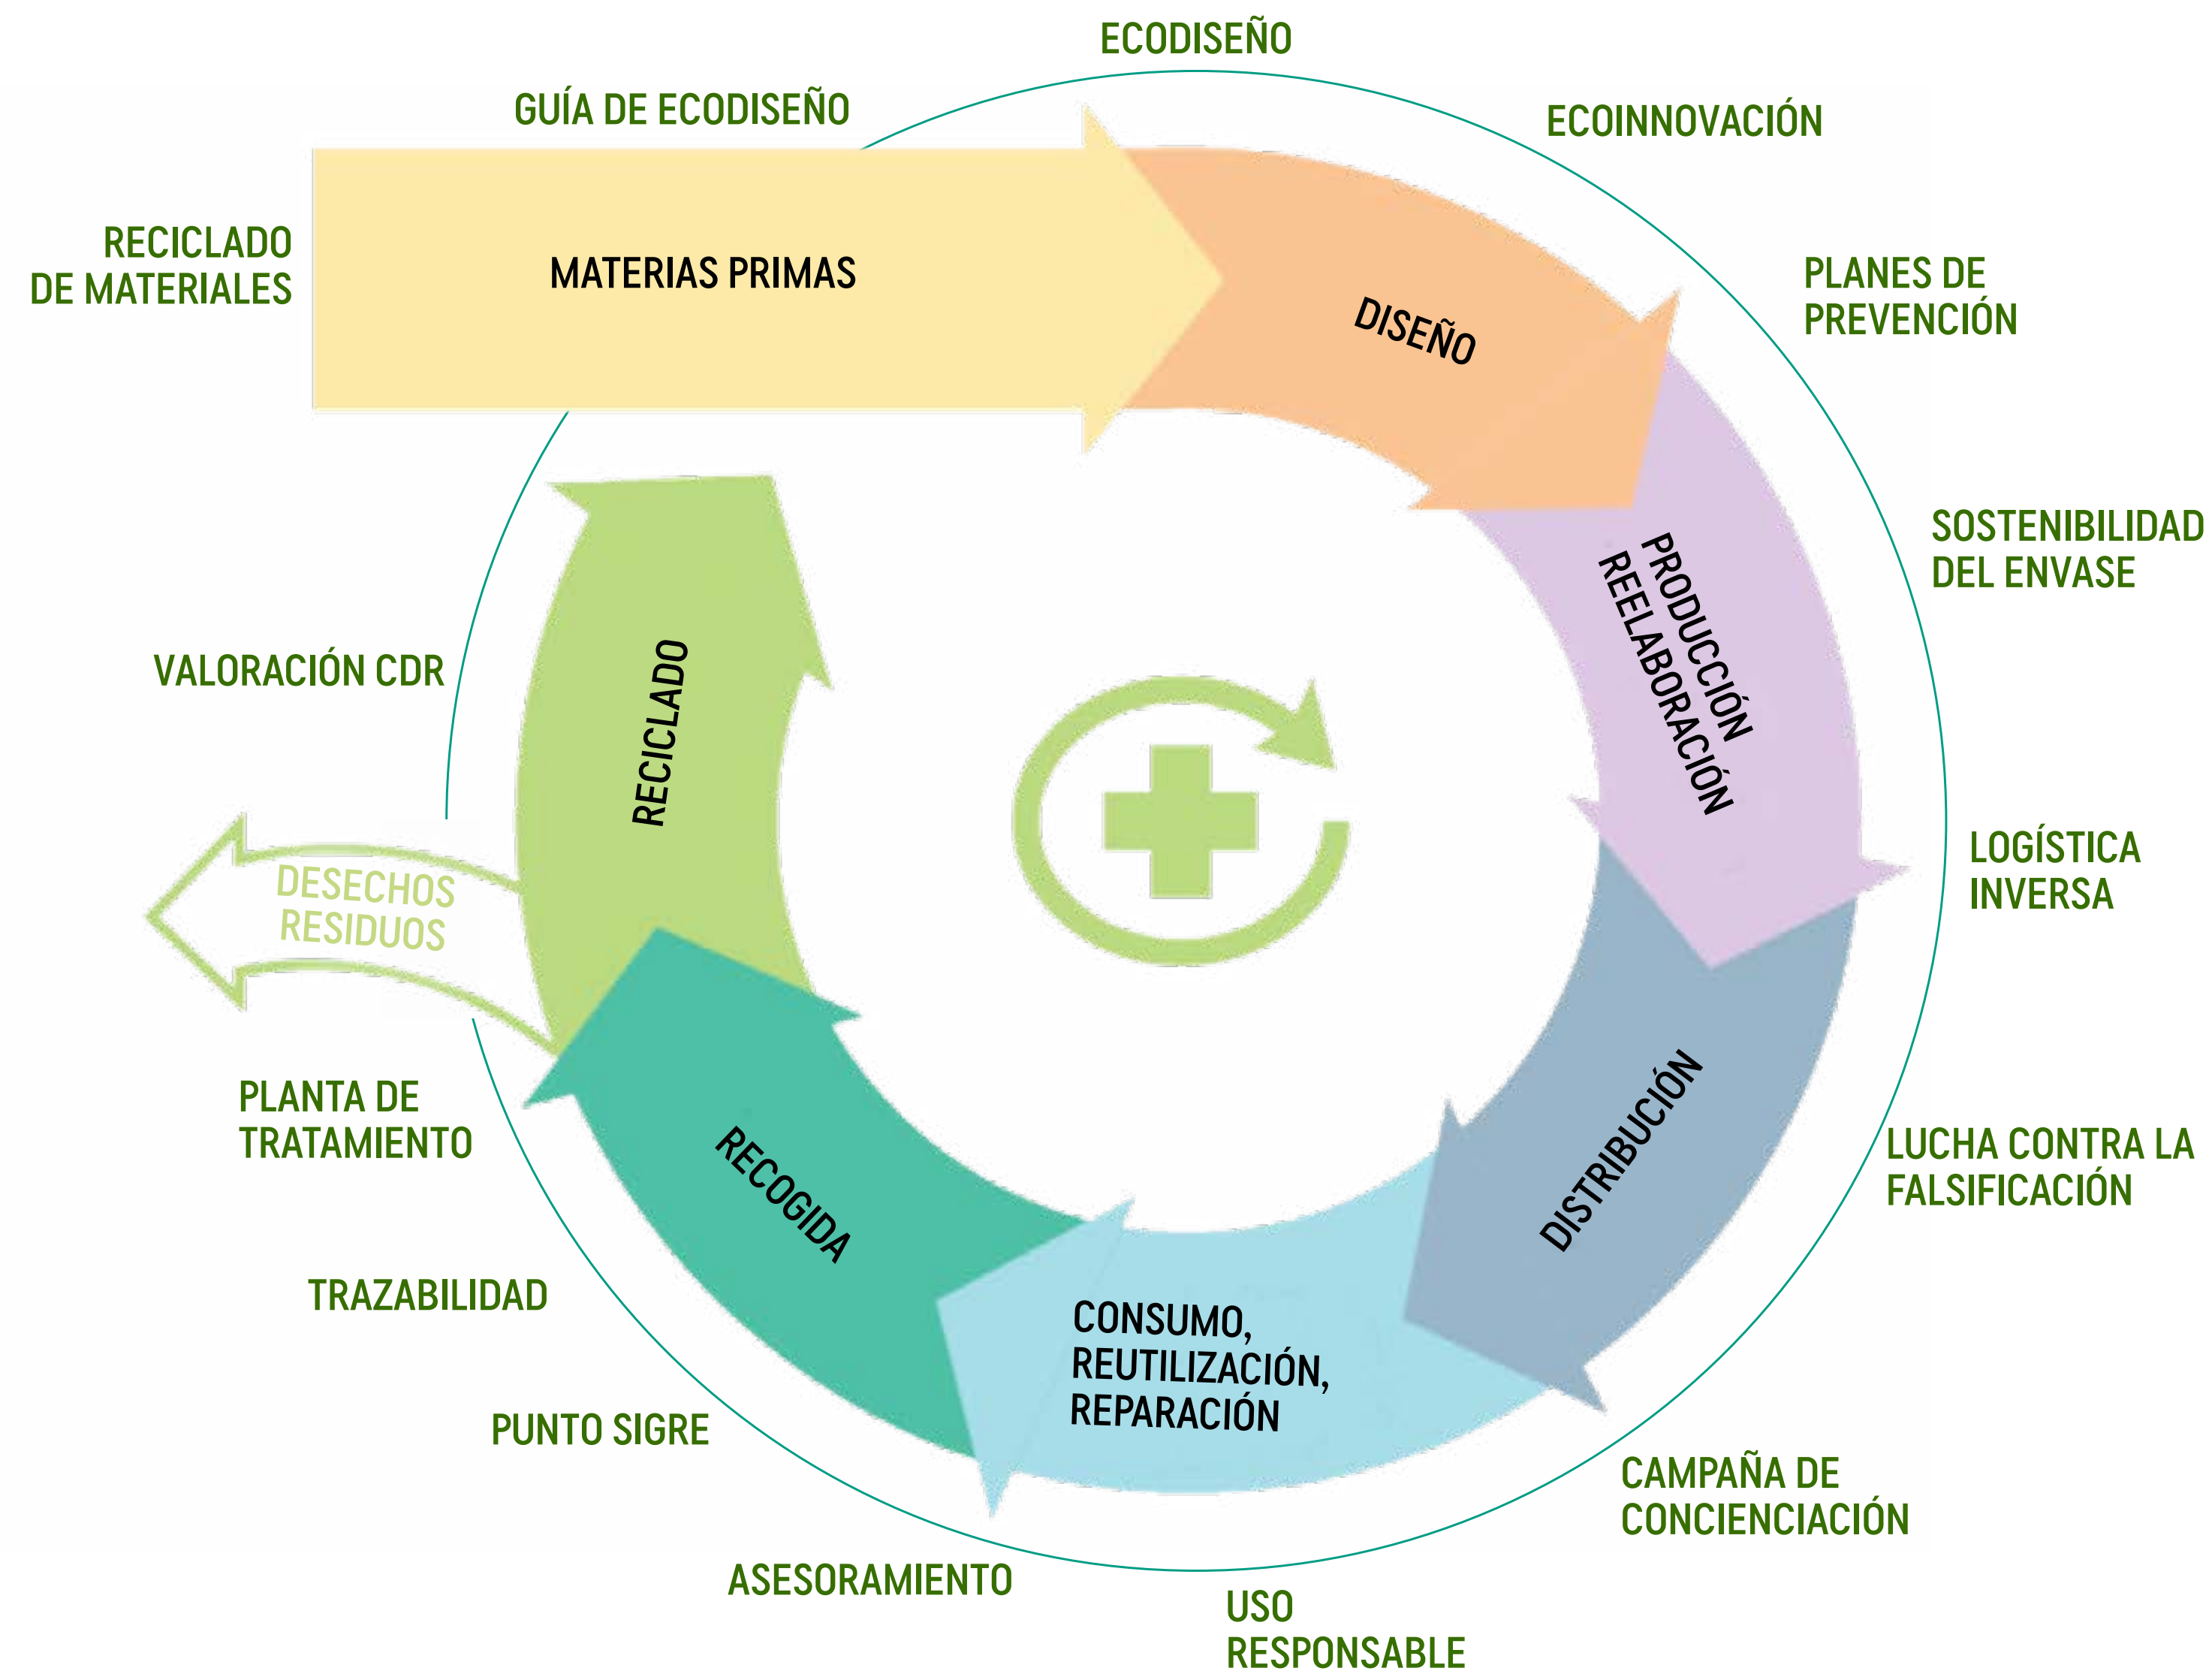 ECODISEÑO
GUÍA DE ECODISEÑO
ECOINNOVACIÓN
RECICLADO
DE MATERIALES
MATERIAS PRIMAS
DISEÑO
PLANES DE
PREVENCIÓN
PRODUCCIÓN
REELABORACIÓN
SOSTENIBILIDAD
DEL ENVASE
VALORACIÓN CDR
RECICLADO
LOGÍSTICA
INVERSA
DESECHOS
RESIDUOS
PLANTA DE
TRATAMIENTO
RECOGIDA
DISTRIBUCIÓN
LUCHA CONTRA LA
FALSIFICACIÓN
TRAZABILIDAD
CONSUMO,
REUTILIZACIÓN,
REPARACIÓN
PUNTO SIGRE
CAMPAÑA DE
CONCIENCIACIÓN
ASESORAMIENTO
USO
RESPONSABLE